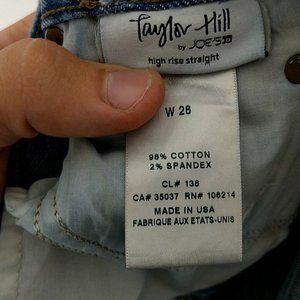 Taylor Hill
by JOE'S
high rise straight
W 28
98% COTTON
2% SPANDEX
CL# 138
CA# 35037 RN# 106214
MADE IN USA
FABRIQUE AUX ETATS-UNIS